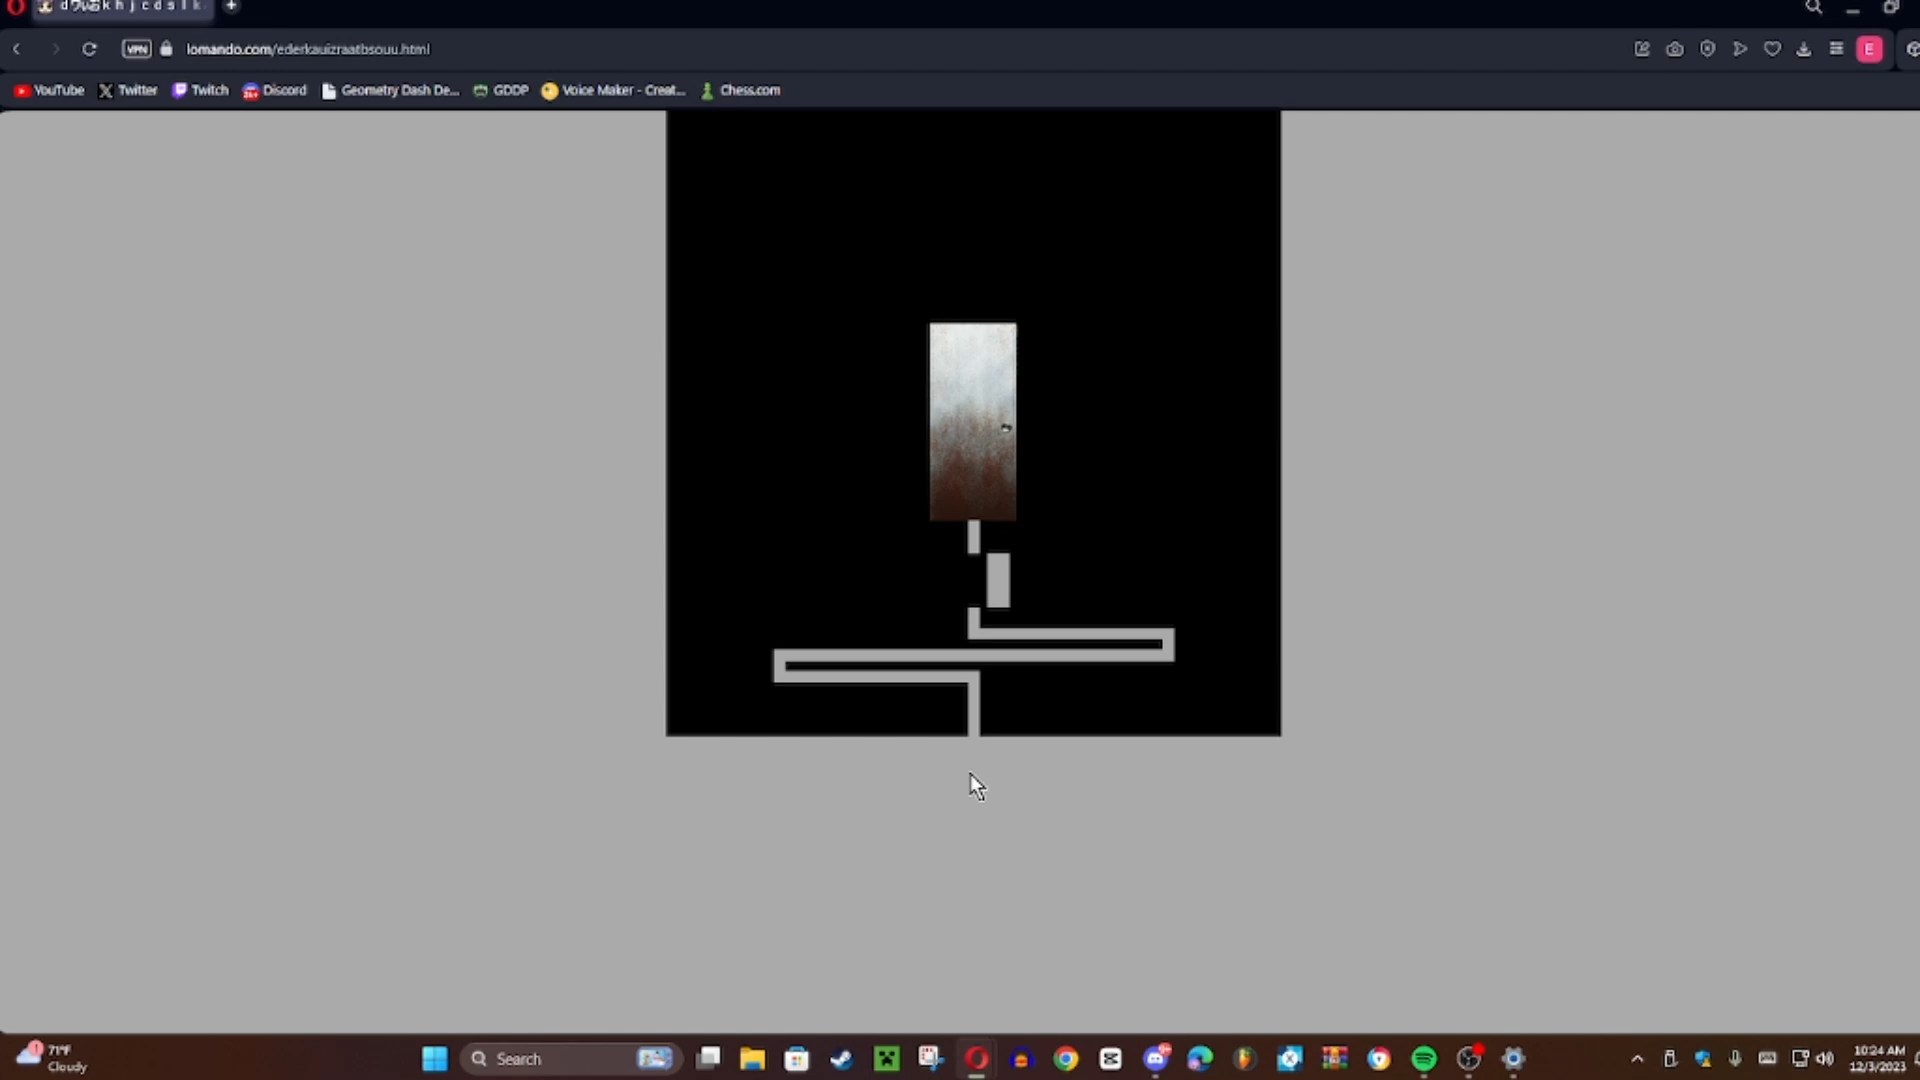 lomando.com/ederkauizraatbsouu.html
VPN
E
YouTube
Twitter
Twitch
Discord
Geometry Dash De...
GDDP
Voice Maker - Creat...
Chess.com
71°F
Cloudy
Search
10:24 AM
12/3/2023